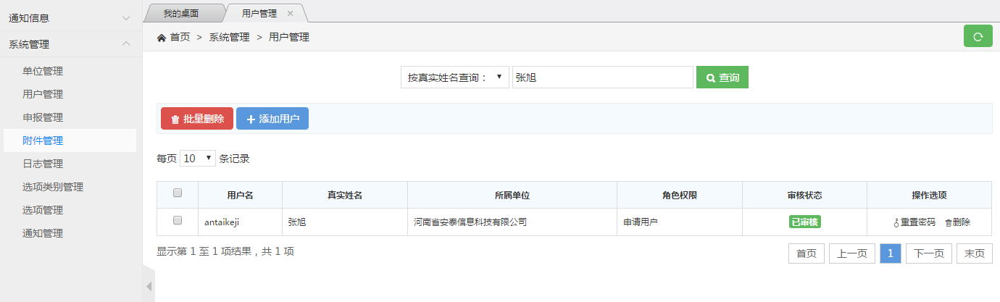 通知信息
系统管理
单位管理
用户管理
申报管理
附件管理
日志管理
选项类别管理
选项管理
通知管理
我的桌面 用户管理
首页 > 系统管理 > 用户管理
按真实姓名查询： 张旭 查询
批量删除 添加用户
每页 10 条记录
用户名 真实姓名 所属单位 角色权限 审核状态 操作选项
antaikeji 张旭 河南省安泰信息科技有限公司 申请用户 已审核 重置密码 删除
显示第 1 至 1 项结果，共 1 项
首页 上一页 1 下一页 末页